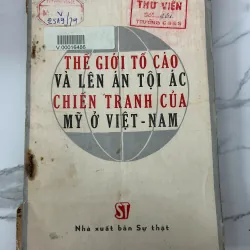 THƯ VIỆN
V 00016466
THẾ GIỚI TỐ CÁO
VÀ LÊN ÁN TỘI ÁC
CHIẾN TRANH CỦA
MỸ Ở VIỆT-NAM
ST
Nhà xuất bản Sự thật